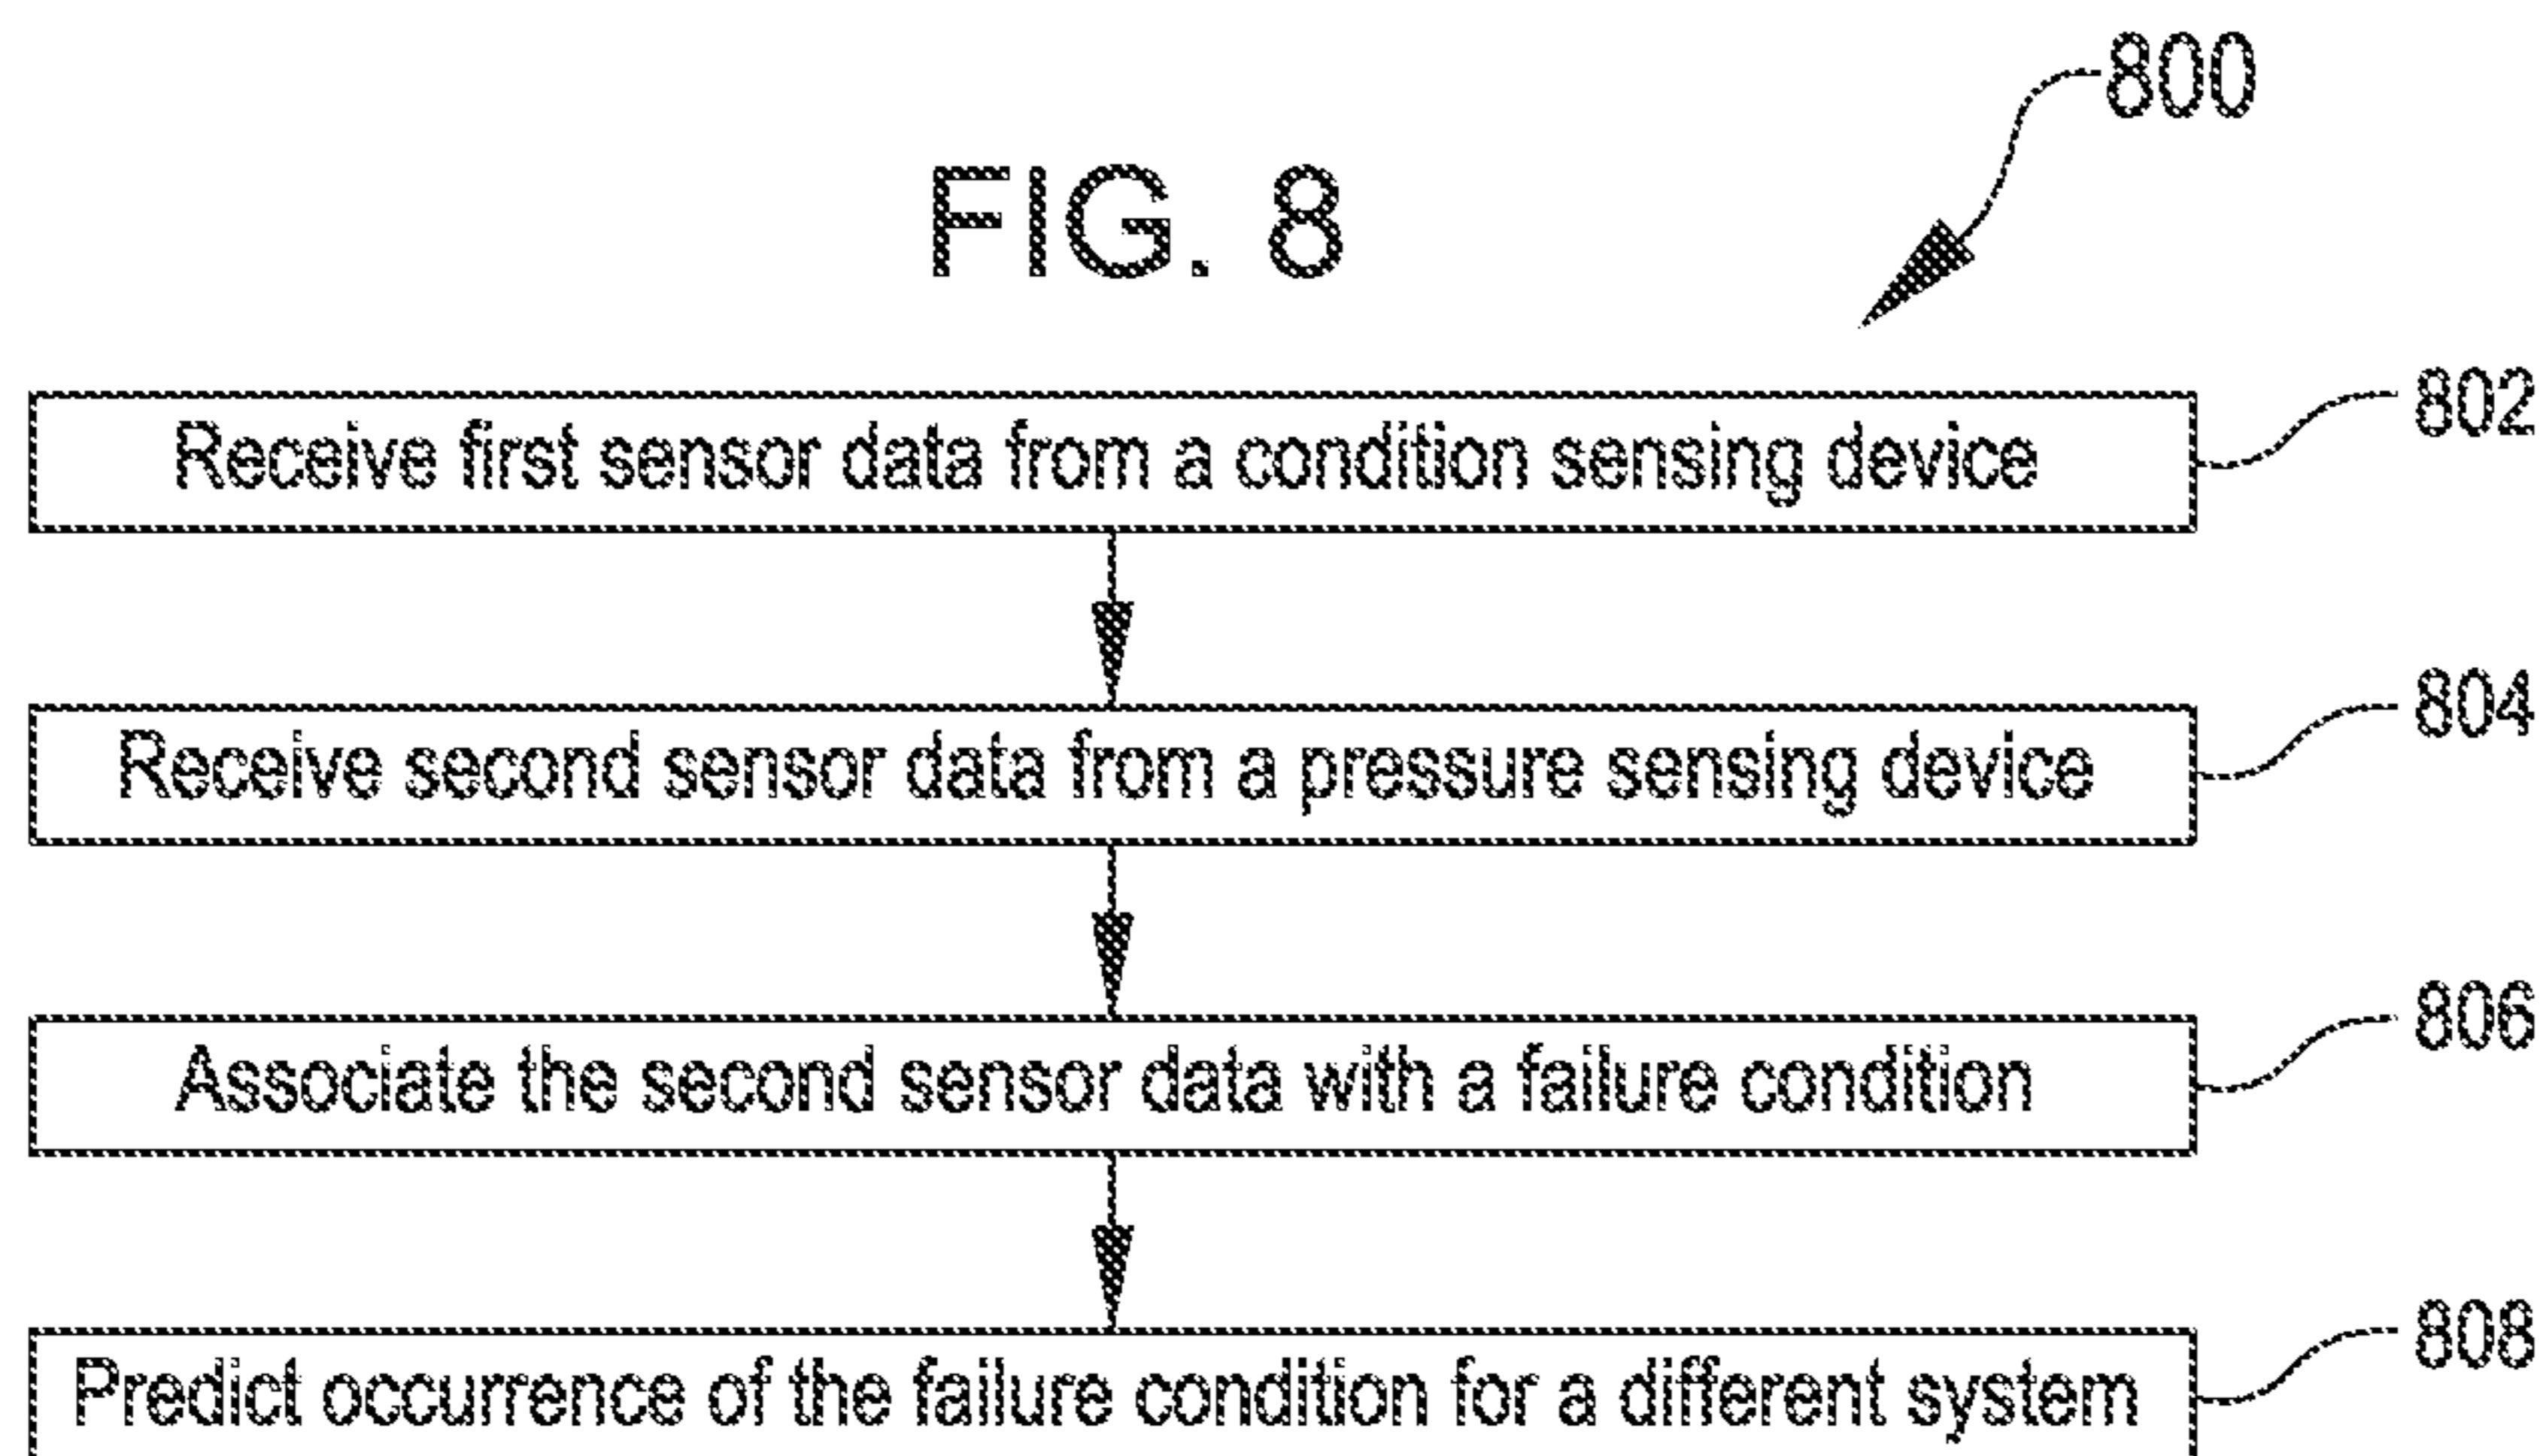 800
FIG. 8
Receive first sensor data from a condition sensing device
802
Receive second sensor data from a pressure sensing device
804
Associate the second sensor data with a failure condition
806
Predict occurrence of the failure condition for a different system
808